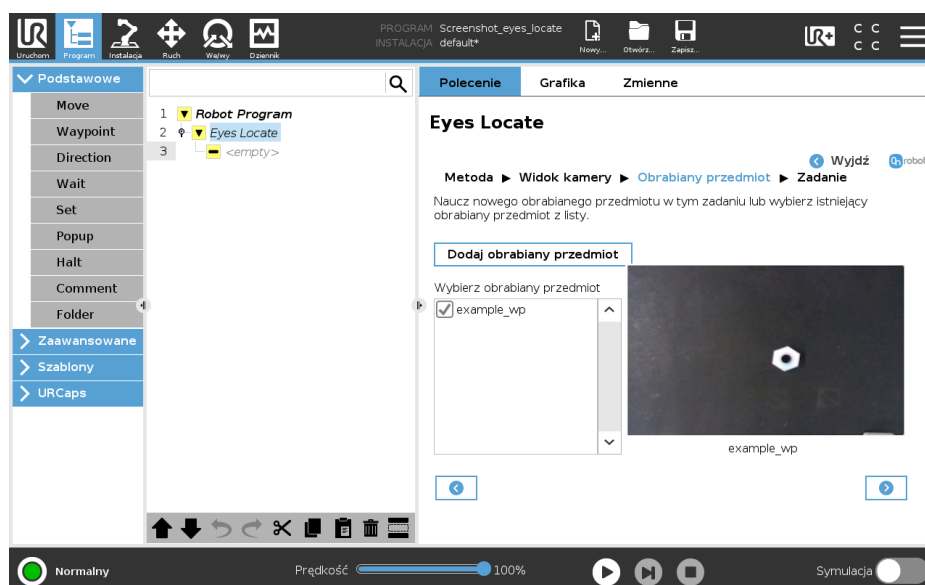 PROGRAM Screenshot_eyes_locate
INSTALACJA default*
Uruchom Program Instalacja Ruch We/wy Dziennik Nowy... Otwórz... Zapisz... UR+ C C
C C
Podstawowe
Move
Waypoint
Direction
Wait
Set
Popup
Halt
Comment
Folder
Zaawansowane
Szablony
URCaps
1 Robot Program
2 Eyes Locate
3 <empty>
Polecenie Grafika Zmienne
Eyes Locate
Wyjdź
Metoda ▶ Widok kamery ▶ Obrabiany przedmiot ▶ Zadanie
Naucz nowego obrabianego przedmiotu w tym zadaniu lub wybierz istniejący
obrabiany przedmiot z listy.
Dodaj obrabiany przedmiot
Wybierz obrabiany przedmiot
example_wp
example_wp
Normalny Prędkość 100% Symulacja